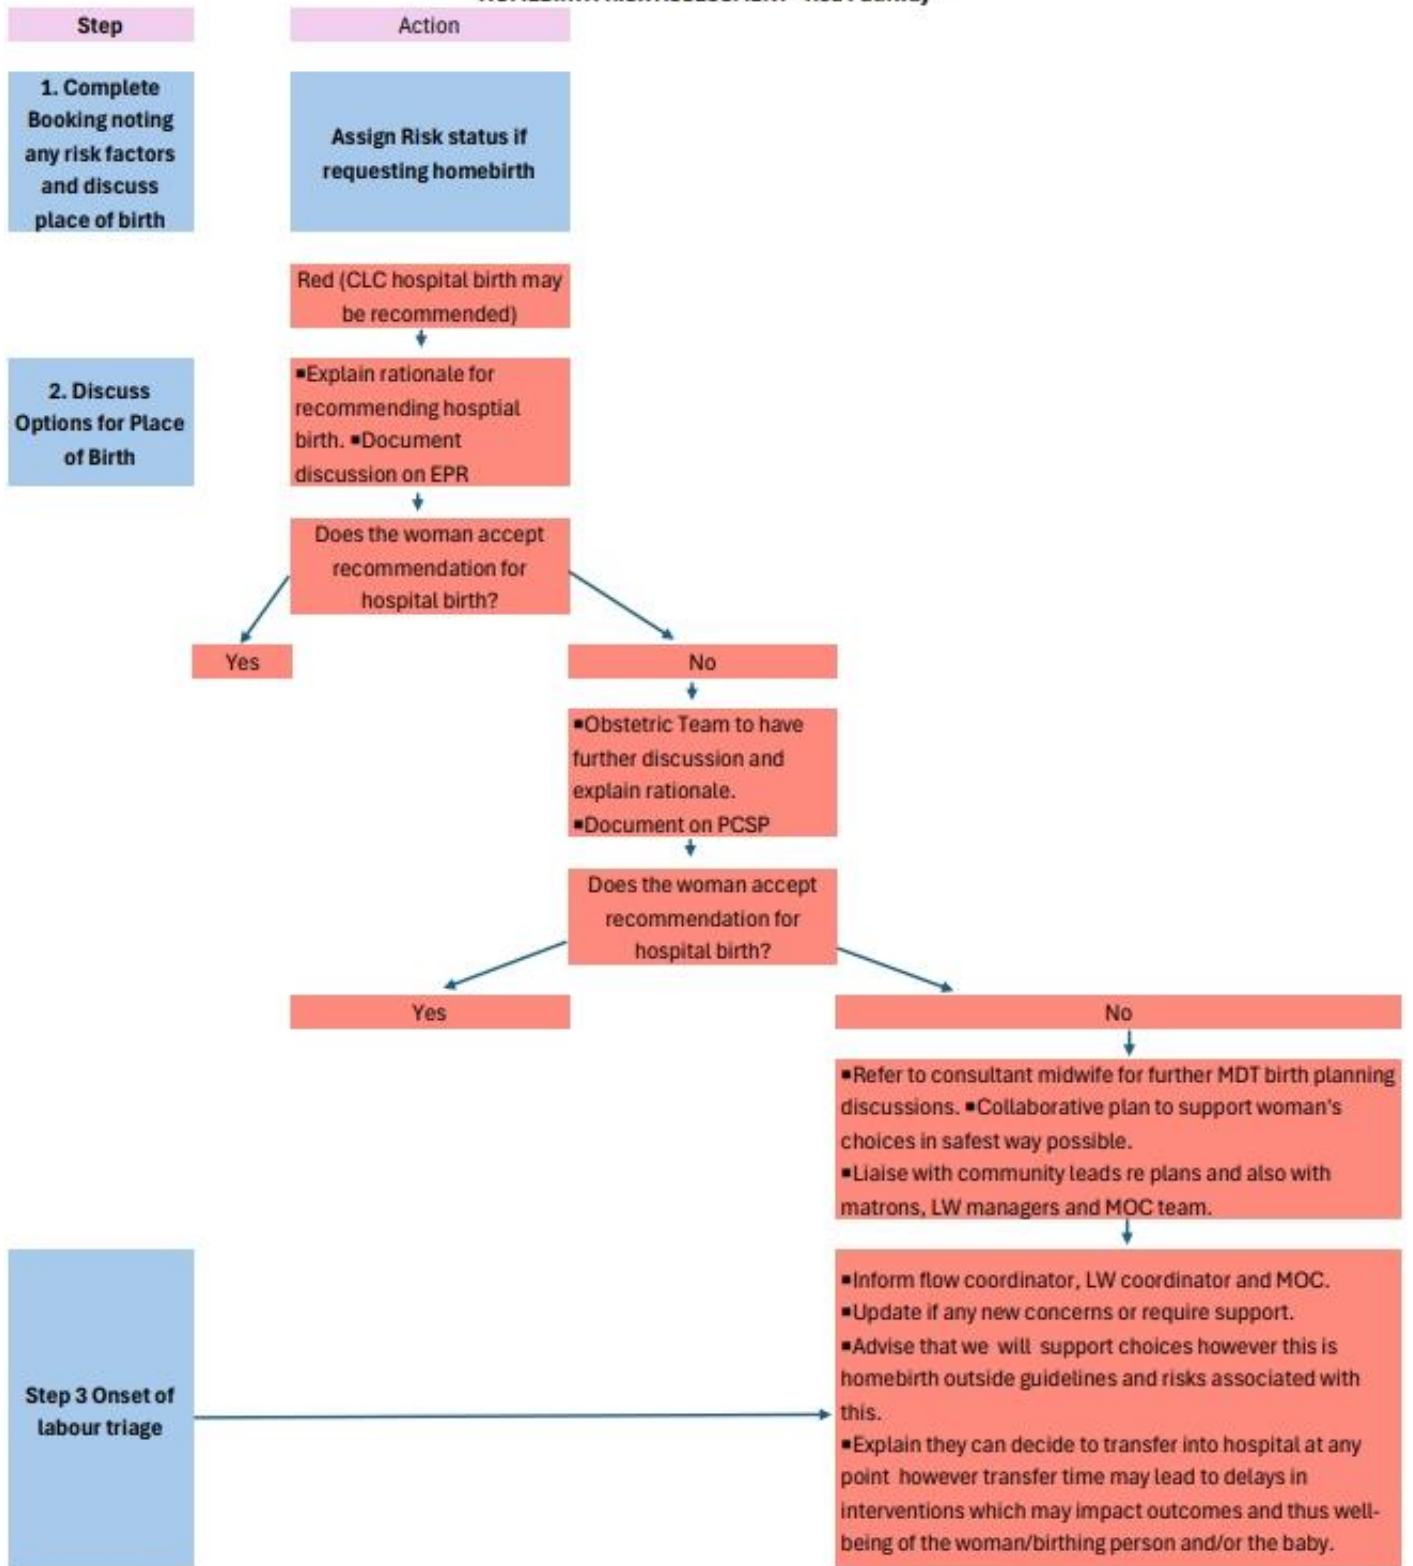 Step
Action
1. Complete
Booking noting
any risk factors
and discuss
place of birth
Assign Risk status if
requesting homebirth
Red (CLC hospital birth may
be recommended)
2. Discuss
Options for Place
of Birth
▪Explain rationale for
recommending hosptial
birth. ▪Document
discussion on EPR
Does the woman accept
recommendation for
hospital birth?
Yes
No
▪Obstetric Team to have
further discussion and
explain rationale.
▪Document on PCSP
Does the woman accept
recommendation for
hospital birth?
Yes
No
▪Refer to consultant midwife for further MDT birth planning
discussions. ▪Collaborative plan to support woman's
choices in safest way possible.
▪Liaise with community leads re plans and also with
matrons, LW managers and MOC team.
Step 3 Onset of
labour triage
▪Inform flow coordinator, LW coordinator and MOC.
▪Update if any new concerns or require support.
▪Advise that we will support choices however this is
homebirth outside guidelines and risks associated with
this.
▪Explain they can decide to transfer into hospital at any
point however transfer time may lead to delays in
interventions which may impact outcomes and thus well-
being of the woman/birthing person and/or the baby.